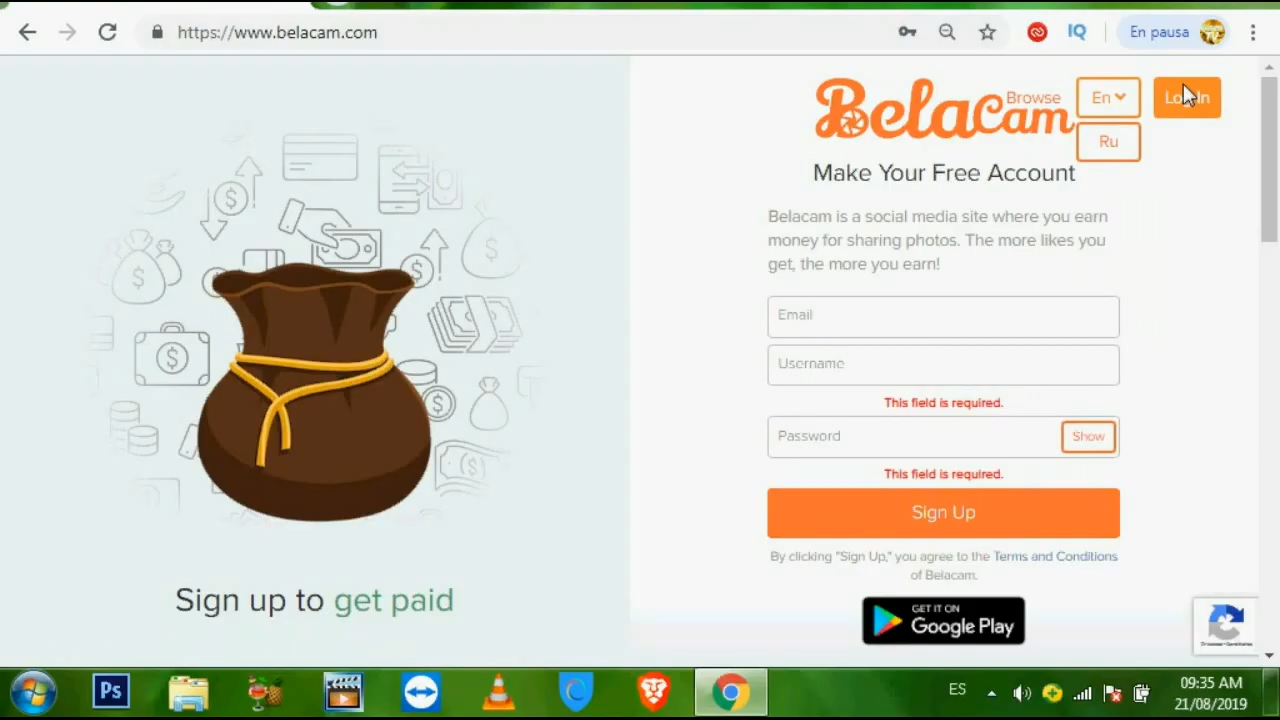 https://www.belacam.com
IQ
En pausa
BelaCam
Browse
En
Log In
Ru
Make Your Free Account
Belacam is a social media site where you earn
money for sharing photos. The more likes you
get, the more you earn!
Email
Username
This field is required.
Password
Show
This field is required.
Sign Up
By clicking "Sign Up," you agree to the Terms and Conditions
of Belacam.
GET IT ON
Google Play
Sign up to get paid
Ps
ES
09:35 AM
21/08/2019